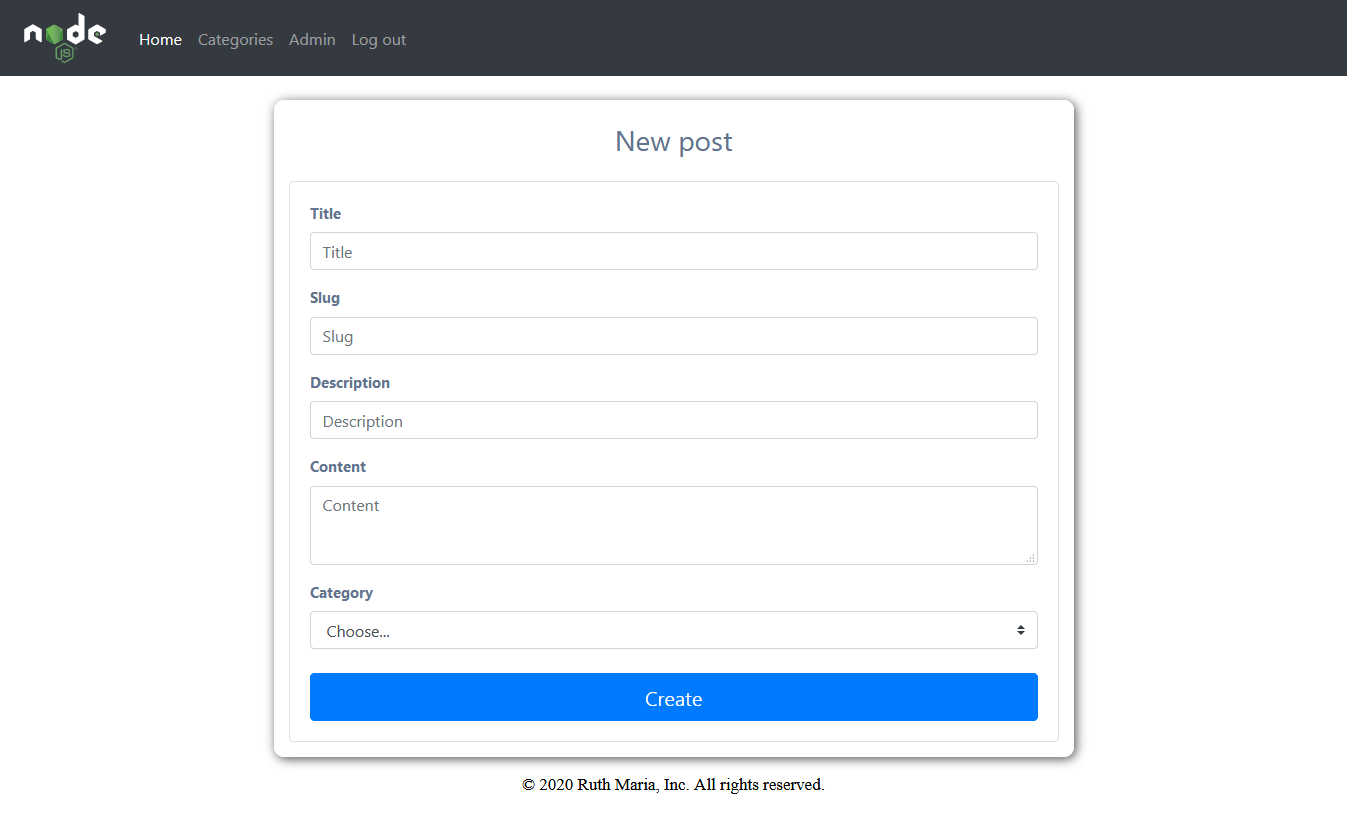 node
JS
Home Categories Admin Log out
New post
Title
Title
Slug
Slug
Description
Description
Content
Content
Category
Choose...
Create
© 2020 Ruth Maria, Inc. All rights reserved.